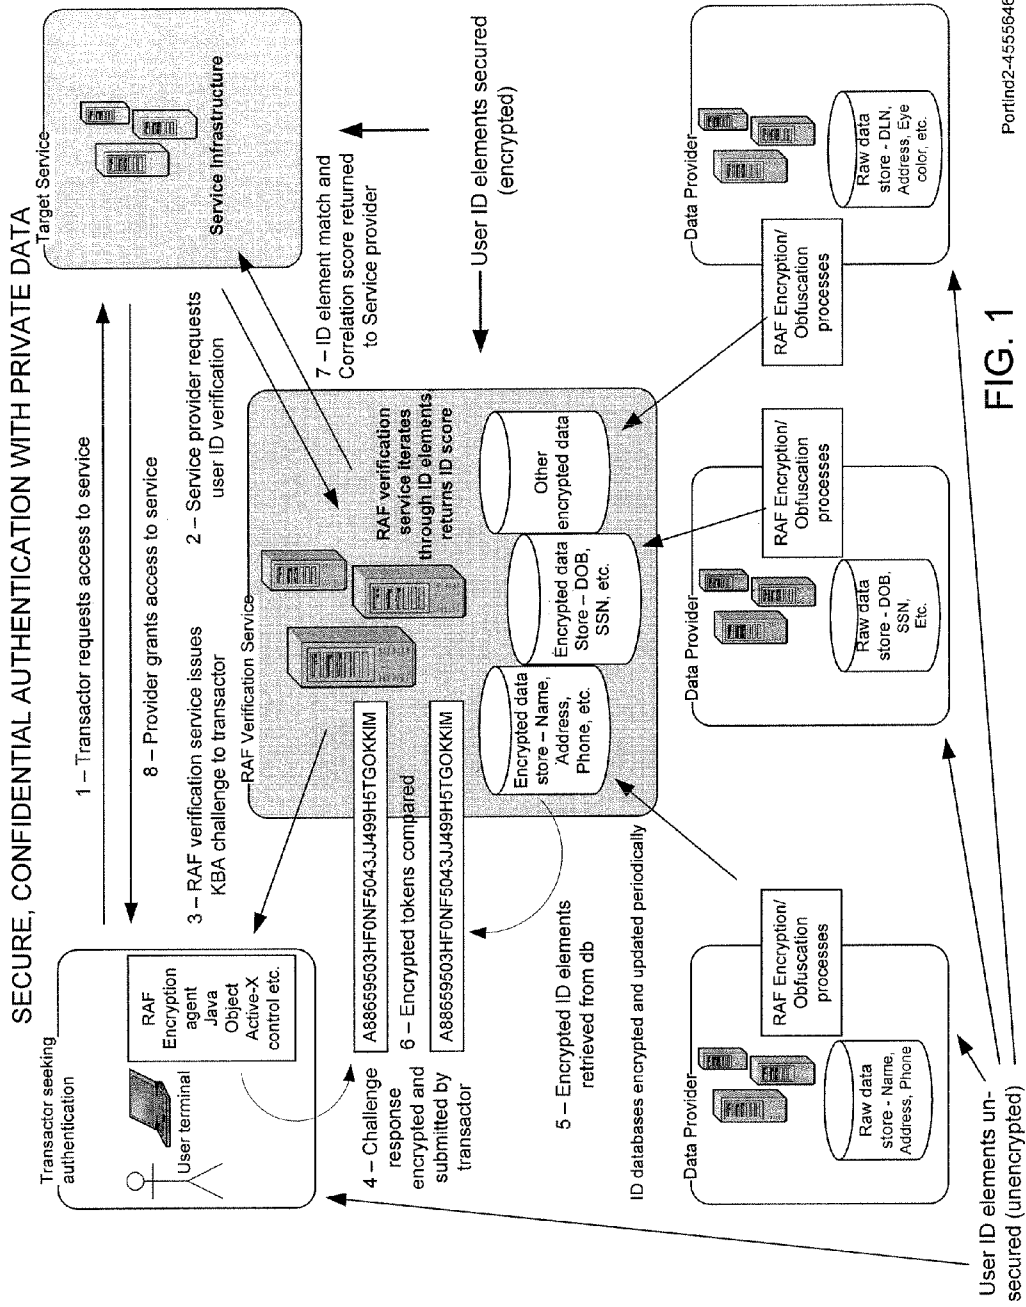 SECURE, CONFIDENTIAL AUTHENTICATION WITH PRIVATE DATA
Transactor seeking
authentication
User terminal
RAF
Encryption
agent
Java
Object
Active-X
control etc.
1 – Transactor requests access to service
8 – Provider grants access to service
Target Service
Service Infrastructure
2 – Service provider requests
user ID verification
3 – RAF verification service issues
KBA challenge to transactor
7 – ID element match and
Correlation score returned
to Service provider
RAF Verification Service
RAF verification
service iterates
through ID elements,
returns ID score
4 – Challenge
response
encrypted and
submitted by
transactor
A88659503HF0NF5043JJ499H5TGOKKIM
6 – Encrypted tokens compared
A88659503HF0NF5043JJ499H5TGOKKIM
5 – Encrypted ID elements
retrieved from db
Encrypted data
store – Name,
Address,
Phone, etc.
Encrypted data
Store – DOB,
SSN, etc.
Other
encrypted data
User ID elements secured
(encrypted)
ID databases encrypted and updated periodically
Data Provider
Raw data
store - Name,
Address, Phone
RAF Encryption/
Obfuscation
processes
Data Provider
Raw data
store - DOB,
SSN,
Etc.
RAF Encryption/
Obfuscation
processes
Data Provider
Raw data
store - DLN,
Address, Eye
color, etc.
RAF Encryption/
Obfuscation
processes
User ID elements un-
secured (unencrypted)
FIG. 1
PortInd2-4555646